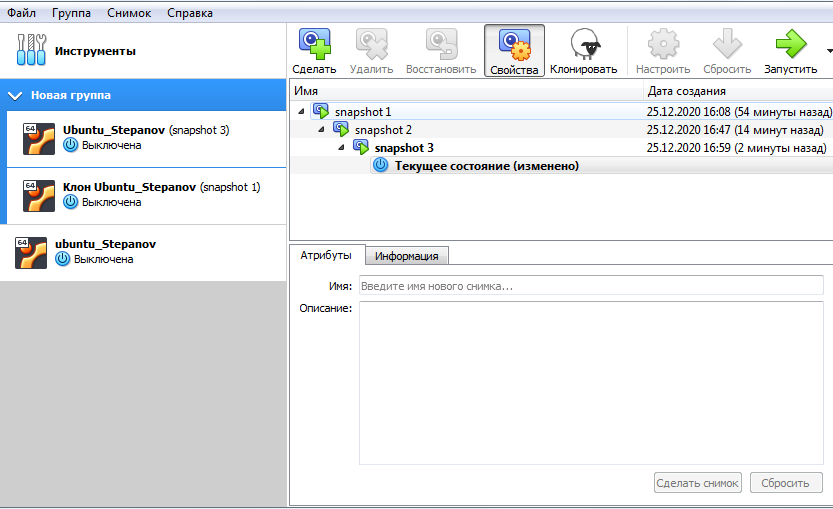 Файл Группа Снимок Справка
Инструменты
Сделать Удалить Восстановить Свойства Клонировать Настроить Сбросить Запустить
Новая группа
64
Ubuntu_Stepanov (snapshot 3)
Выключена
64
Клон Ubuntu_Stepanov (snapshot 1)
Выключена
64
ubuntu_Stepanov
Выключена
Имя Дата создания
snapshot 1 25.12.2020 16:08 (54 минуты назад)
snapshot 2 25.12.2020 16:47 (14 минут назад)
snapshot 3 25.12.2020 16:59 (2 минуты назад)
Текущее состояние (изменено)
Атрибуты Информация
Имя: Введите имя нового снимка...
Описание:
Сделать снимок Сбросить